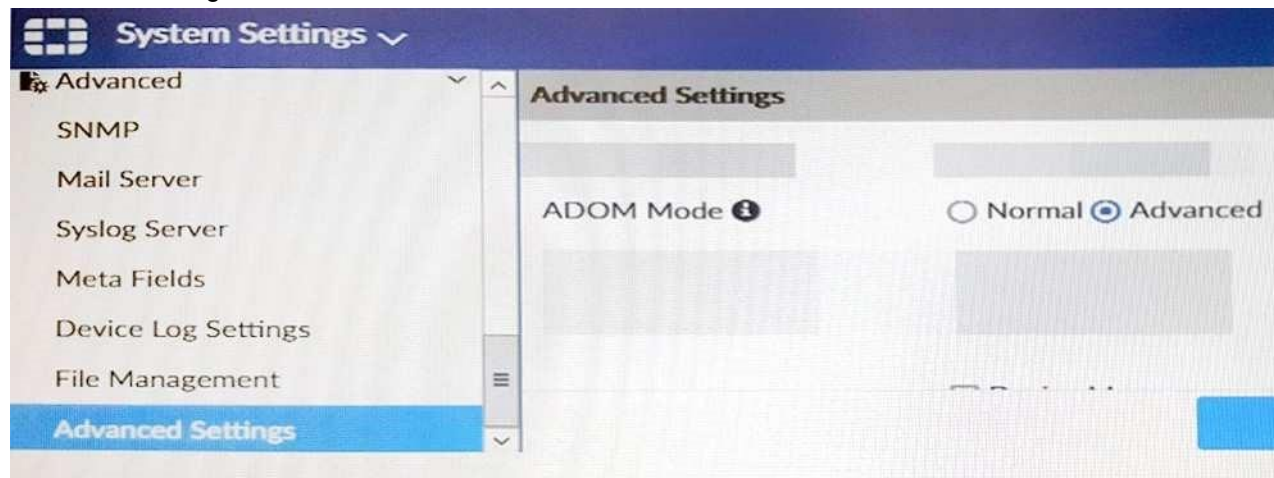 System Settings
Advanced
SNMP
Mail Server
Syslog Server
Meta Fields
Device Log Settings
File Management
Advanced Settings
Advanced Settings
ADOM Mode
Normal Advanced